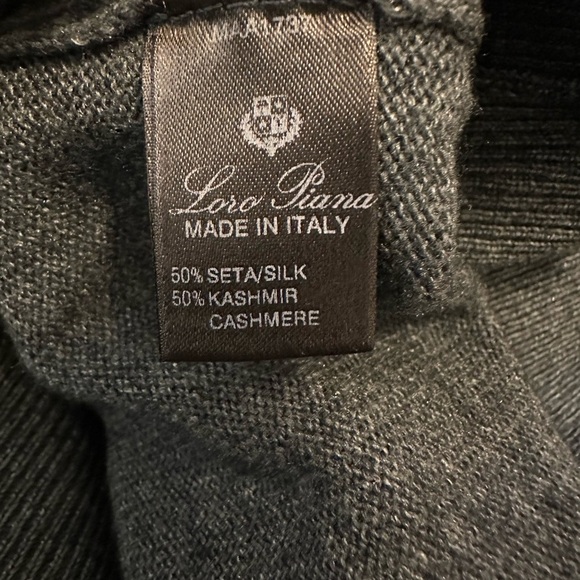 Loro Piana
MADE IN ITALY
50% SETA/SILK
50% KASHMIR
CASHMERE